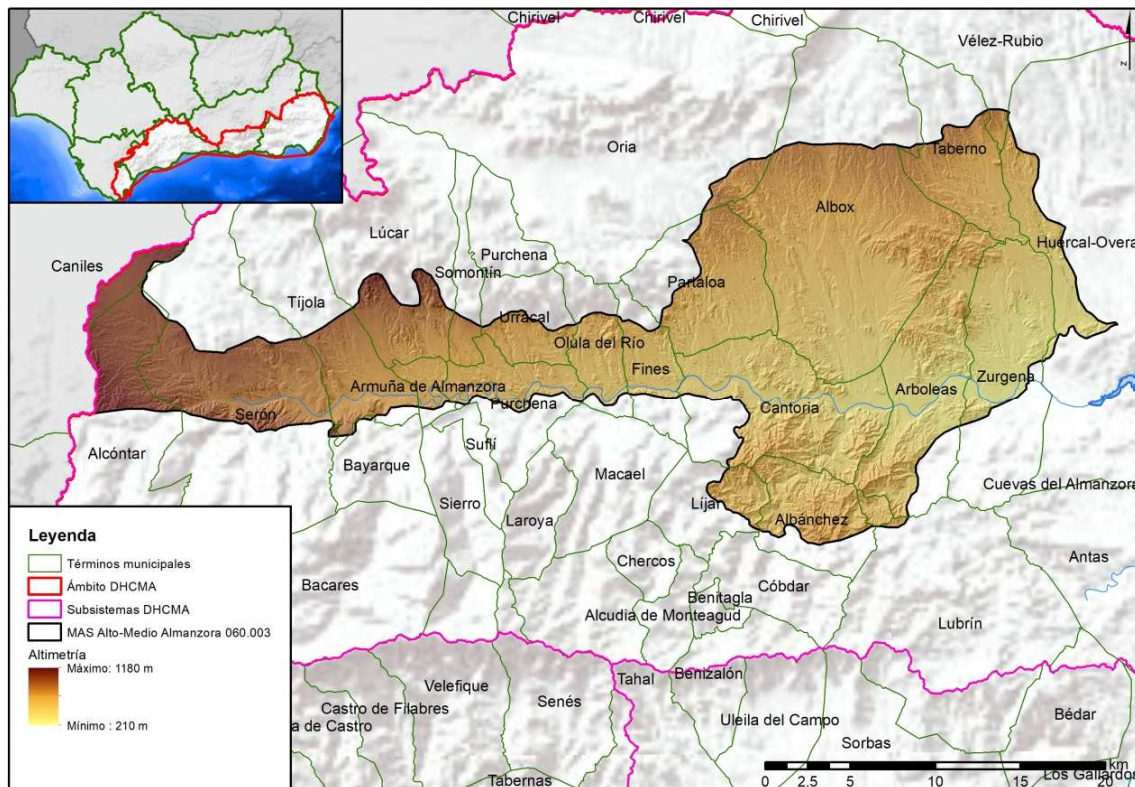 Chirivel
Chirivel
Chirivel
Vélez-Rubio
N
Oria
Taberno
Albox
Lúcar
Huercal-Overa
Caniles
Purchena
Somontín
Partaloa
Tíjola
Urrácal
Olula del Río
Fines
Armuña de Almanzora
Zurgena
Arboleas
Purchena
Cantoria
Serón
Suflí
Alcóntar
Bayarque
Macael
Cuevas del Almanzora
Sierro
Líjar
Laroya
Albánchez
Antas
Chercos
Bacares
Cóbdar
Benitagla
Alcudia de Monteagud
Lubrín
Tahal
Benizalón
Velefique
Senés
Castro de Filabres
a de Castro
Uleila del Campo
Bédar
Sorbas
Tabernas
Los Gallardos
Leyenda
Términos municipales
Ámbito DHCMA
Subsistemas DHCMA
MAS Alto-Medio Almanzora 060.003
Altimetría
Máximo: 1180 m
Mínimo : 210 m
km
0 2.5 5 10 15 20